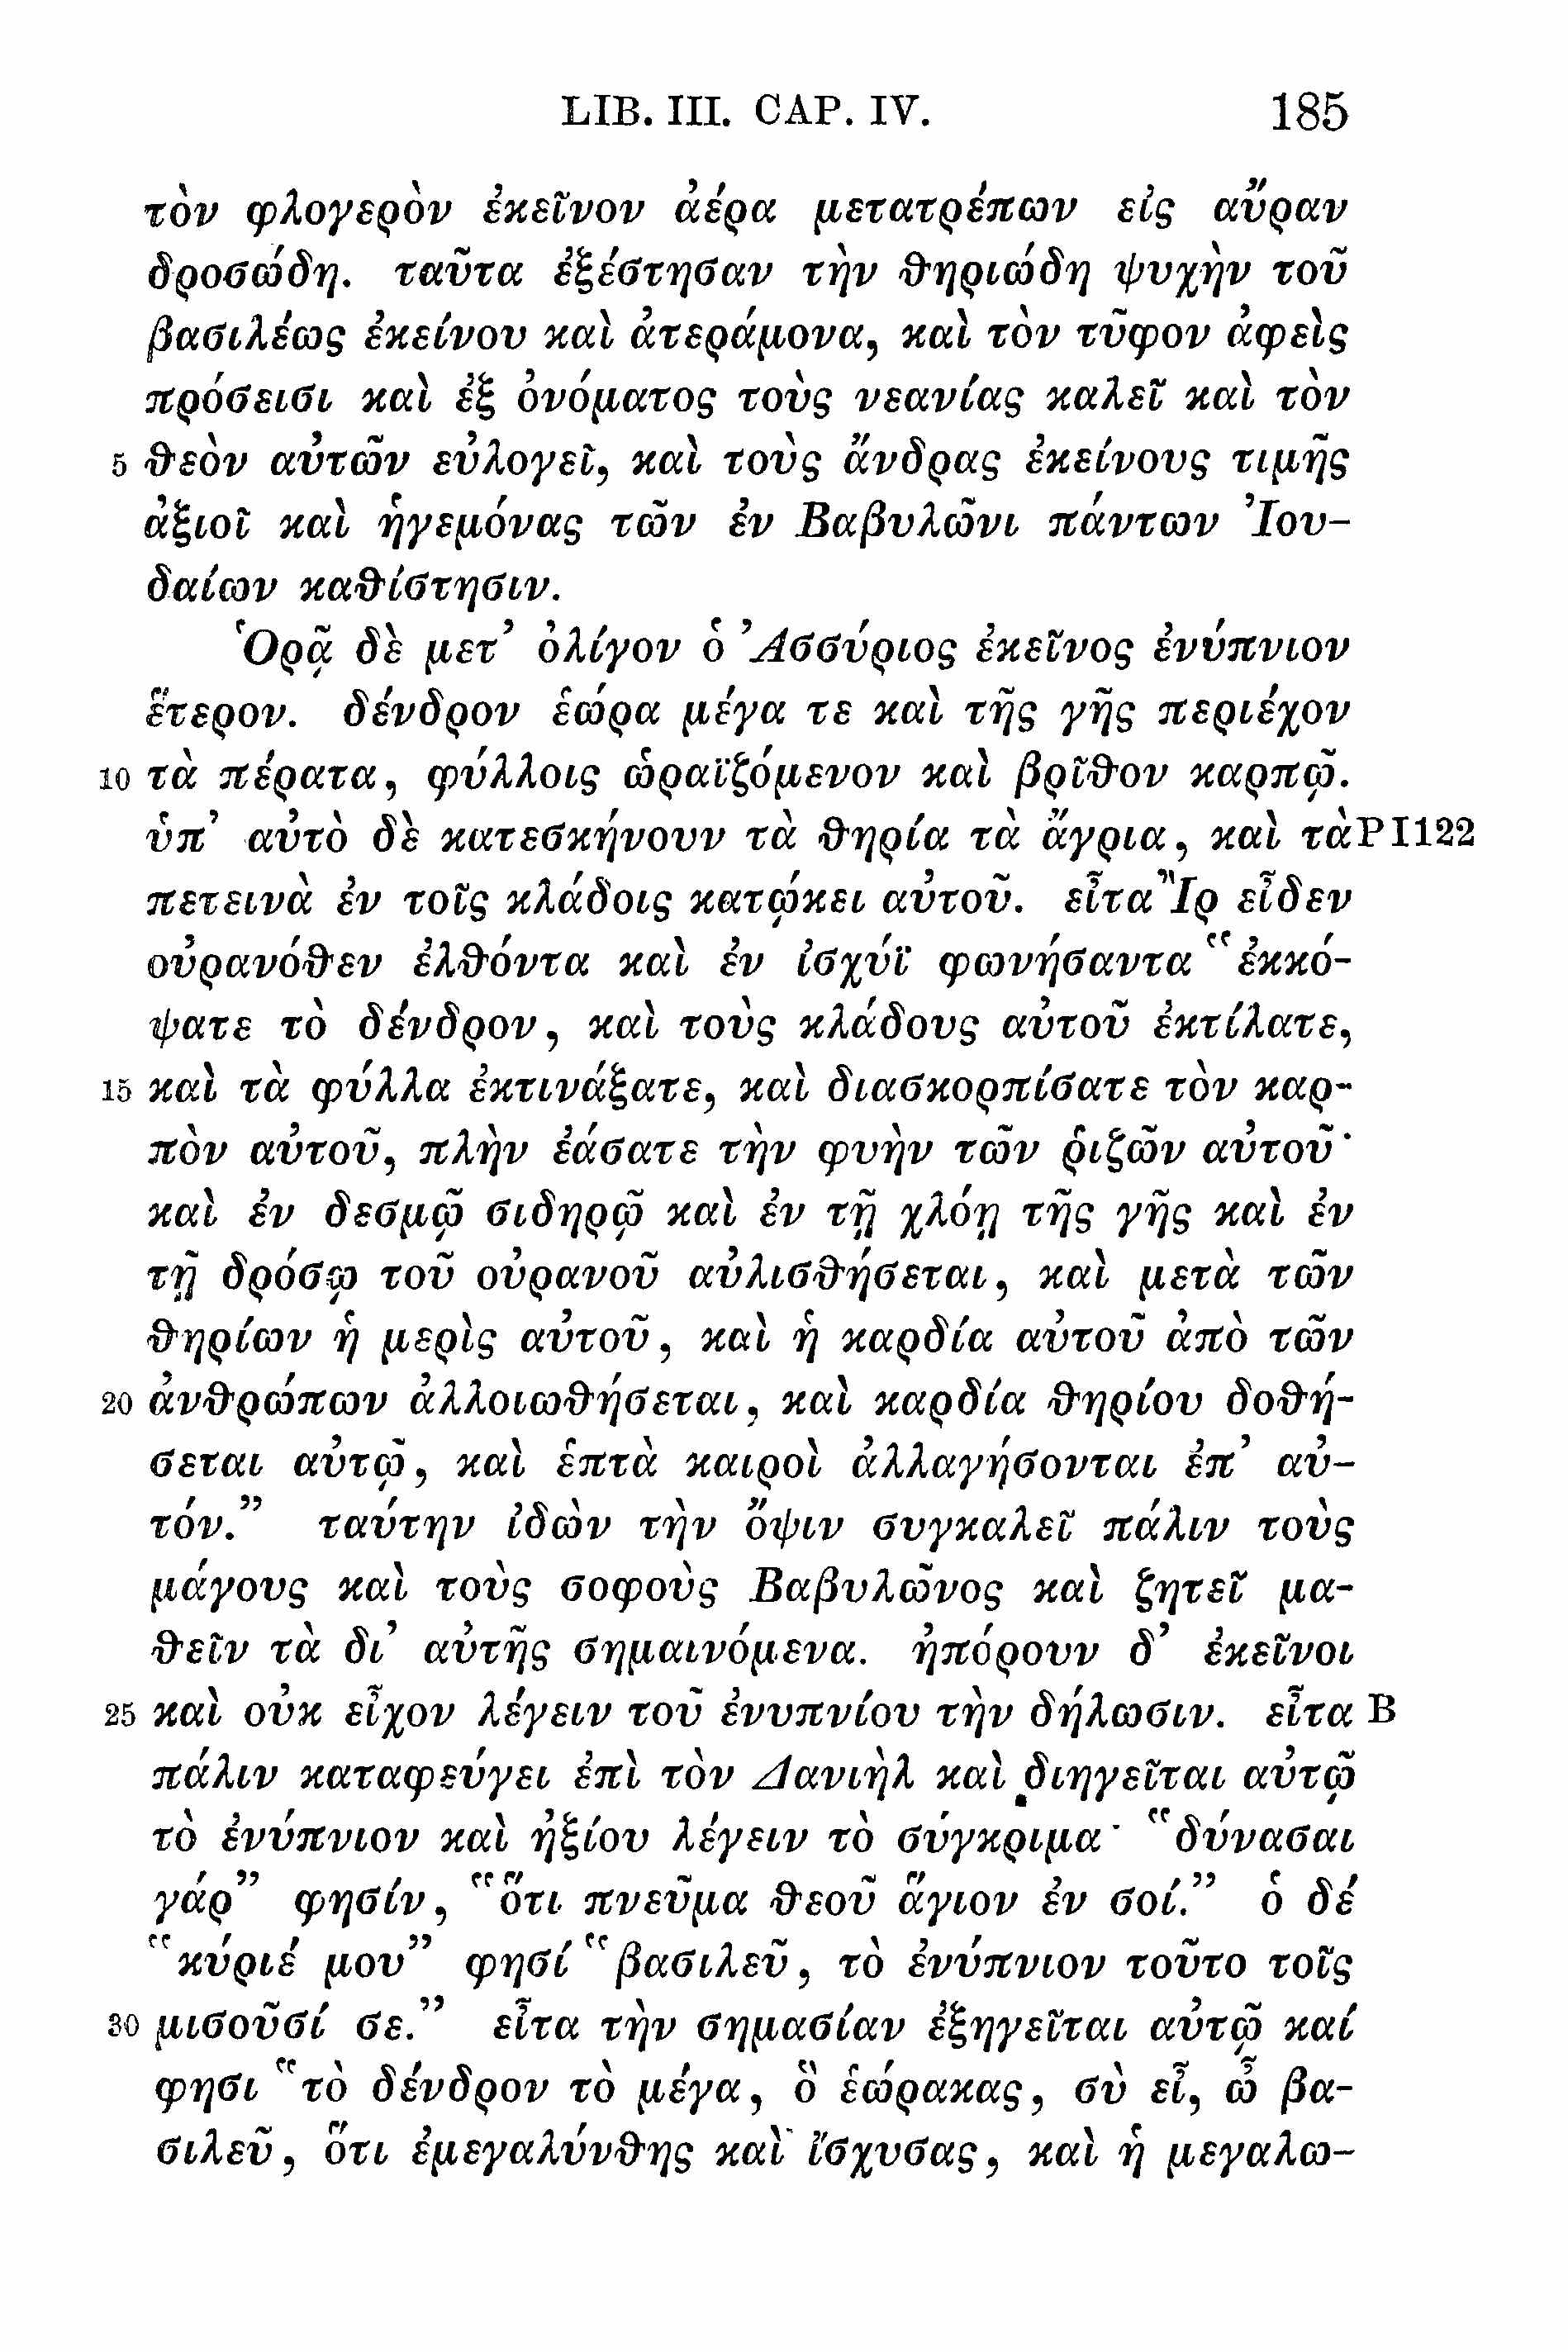 LIB. III. CAP. IV. 185
τὸν φλογερὸν ἐκεῖνον ἀέρα μετατρέπων εἰς αὔραν
δροσώδη. ταῦτα ἐξέστησαν τὴν θηριώδη ψυχὴν τοῦ
βασιλέως ἐκείνου καὶ ἀτεράμονα, καὶ τὸν τῦφον ἀφεὶς
πρόσεισι καὶ ἐξ ὀνόματος τοὺς νεανίας καλεῖ καὶ τὸν
5 θεὸν αὐτῶν εὐλογεῖ, καὶ τοὺς ἄνδρας ἐκείνους τιμῆς
ἀξιοῖ καὶ ἡγεμόνας τῶν ἐν Βαβυλῶνι πάντων Ἰου-
δαίων καθίστησιν.
Ὁρᾷ δὲ μετ’ ὀλίγον ὁ Ἀσσύριος ἐκεῖνος ἐνύπνιον
ἕτερον. δένδρον ἑώρα μέγα τε καὶ τῆς γῆς περιέχον
10 τὰ πέρατα, φύλλοις ὡραϊζόμενον καὶ βρῖθον καρπῷ.
ὑπ’ αὐτὸ δὲ κατεσκήνουν τὰ θηρία τὰ ἄγρια, καὶ τὰ P I 122
πετεινὰ ἐν τοῖς κλάδοις κατῴκει αὐτοῦ. εἶτα Ἲρ εἶδεν
οὐρανόθεν ἐλθόντα καὶ ἐν ἰσχύϊ φωνήσαντα “ἐκκό-
ψατε τὸ δένδρον, καὶ τοὺς κλάδους αὐτοῦ ἐκτίλατε,
15 καὶ τὰ φύλλα ἐκτινάξατε, καὶ διασκορπίσατε τὸν καρ-
πὸν αὐτοῦ, πλὴν ἐάσατε τὴν φυὴν τῶν ῥιζῶν αὐτοῦ·
καὶ ἐν δεσμῷ σιδηρῷ καὶ ἐν τῇ χλόῃ τῆς γῆς καὶ ἐν
τῇ δρόσῳ τοῦ οὐρανοῦ αὐλισθήσεται, καὶ μετὰ τῶν
θηρίων ἡ μερὶς αὐτοῦ, καὶ ἡ καρδία αὐτοῦ ἀπὸ τῶν
20 ἀνθρώπων ἀλλοιωθήσεται, καὶ καρδία θηρίου δοθή-
σεται αὐτῷ, καὶ ἑπτὰ καιροὶ ἀλλαγήσονται ἐπ’ αὐ-
τόν.” ταύτην ἰδὼν τὴν ὄψιν συγκαλεῖ πάλιν τοὺς
μάγους καὶ τοὺς σοφοὺς Βαβυλῶνος καὶ ζητεῖ μα-
θεῖν τὰ δι’ αὐτῆς σημαινόμενα. ἠπόρουν δ’ ἐκεῖνοι
25 καὶ οὐκ εἶχον λέγειν τοῦ ἐνυπνίου τὴν δήλωσιν. εἶτα B
πάλιν καταφεύγει ἐπὶ τὸν Δανιὴλ καὶ διηγεῖται αὐτῷ
τὸ ἐνύπνιον καὶ ἠξίου λέγειν τὸ σύγκριμα· “δύνασαι
γάρ” φησίν, “ὅτι πνεῦμα θεοῦ ἅγιον ἐν σοί.” ὁ δέ
“κύριέ μου” φησί “βασιλεῦ, τὸ ἐνύπνιον τοῦτο τοῖς
30 μισοῦσί σε.” εἶτα τὴν σημασίαν ἐξηγεῖται αὐτῷ καί
φησι “τὸ δένδρον τὸ μέγα, ὃ ἑώρακας, σὺ εἶ, ὦ βα-
σιλεῦ, ὅτι ἐμεγαλύνθης καὶ ἴσχυσας, καὶ ἡ μεγαλω-